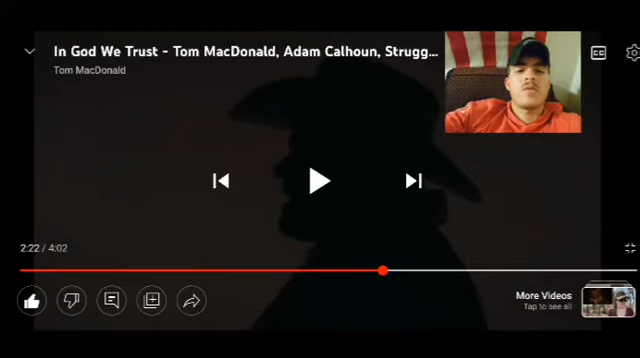 In God We Trust - Tom MacDonald, Adam Calhoun, Strugg...
Tom MacDonald
CC
2:22 / 4:02
More Videos
Tap to see all